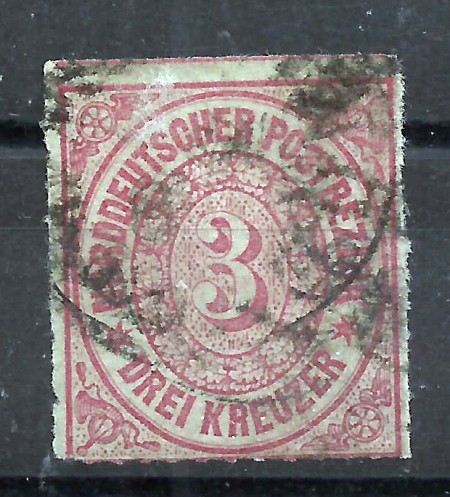 NORDDEUTSCHER POSTBEZIRK
3
DREI KREUZER